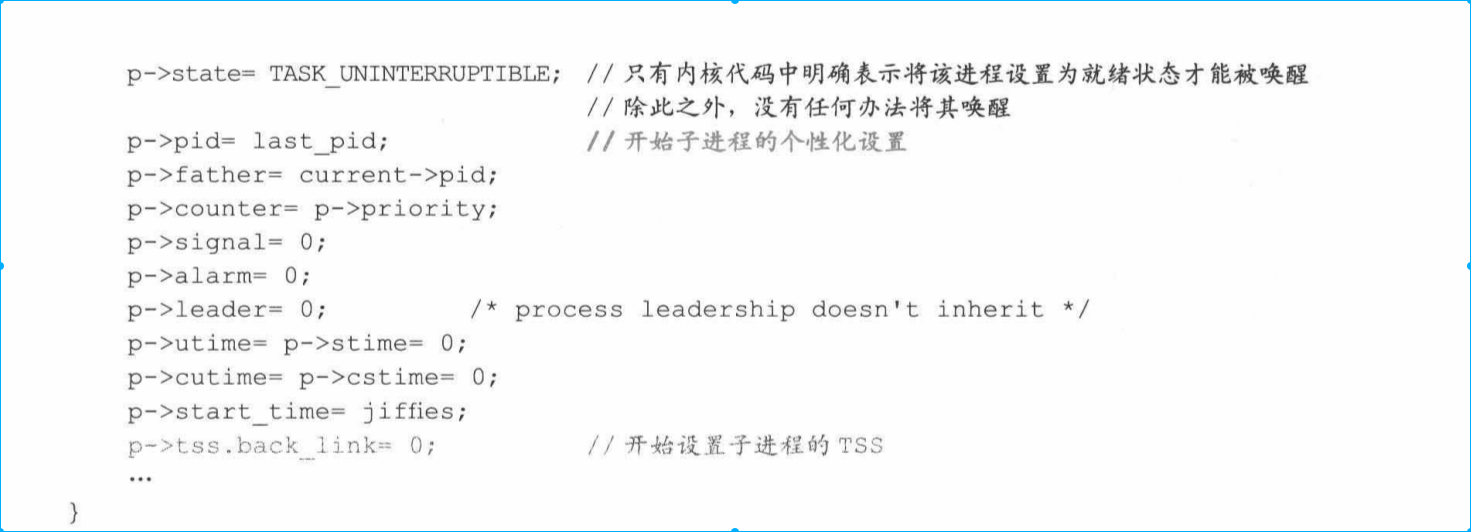 p->state= TASK_UNINTERRUPTIBLE; // 只有内核代码中明确表示将该进程设置为就绪状态才能被唤醒
// 除此之外，没有任何办法将其唤醒
p->pid= last_pid; // 开始子进程的个性化设置
p->father= current->pid;
p->counter= p->priority;
p->signal= 0;
p->alarm= 0;
p->leader= 0; /* process leadership doesn't inherit */
p->utime= p->stime= 0;
p->cutime= p->cstime= 0;
p->start_time= jiffies;
p->tss.back_link= 0; // 开始设置子进程的 TSS
…
}